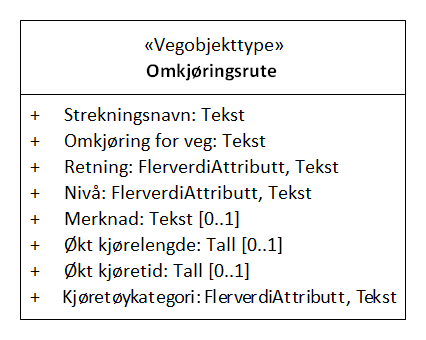 «Vegobjekttype»
Omkjøringsrute
+ Strekningsnavn: Tekst
+ Omkjøring for veg: Tekst
+ Retning: FlerverdiAttributt, Tekst
+ Nivå: FlerverdiAttributt, Tekst
+ Merknad: Tekst [0..1]
+ Økt kjørelengde: Tall [0..1]
+ Økt kjøretid: Tall [0..1]
+ Kjøretøykategori: FlerverdiAttributt, Tekst